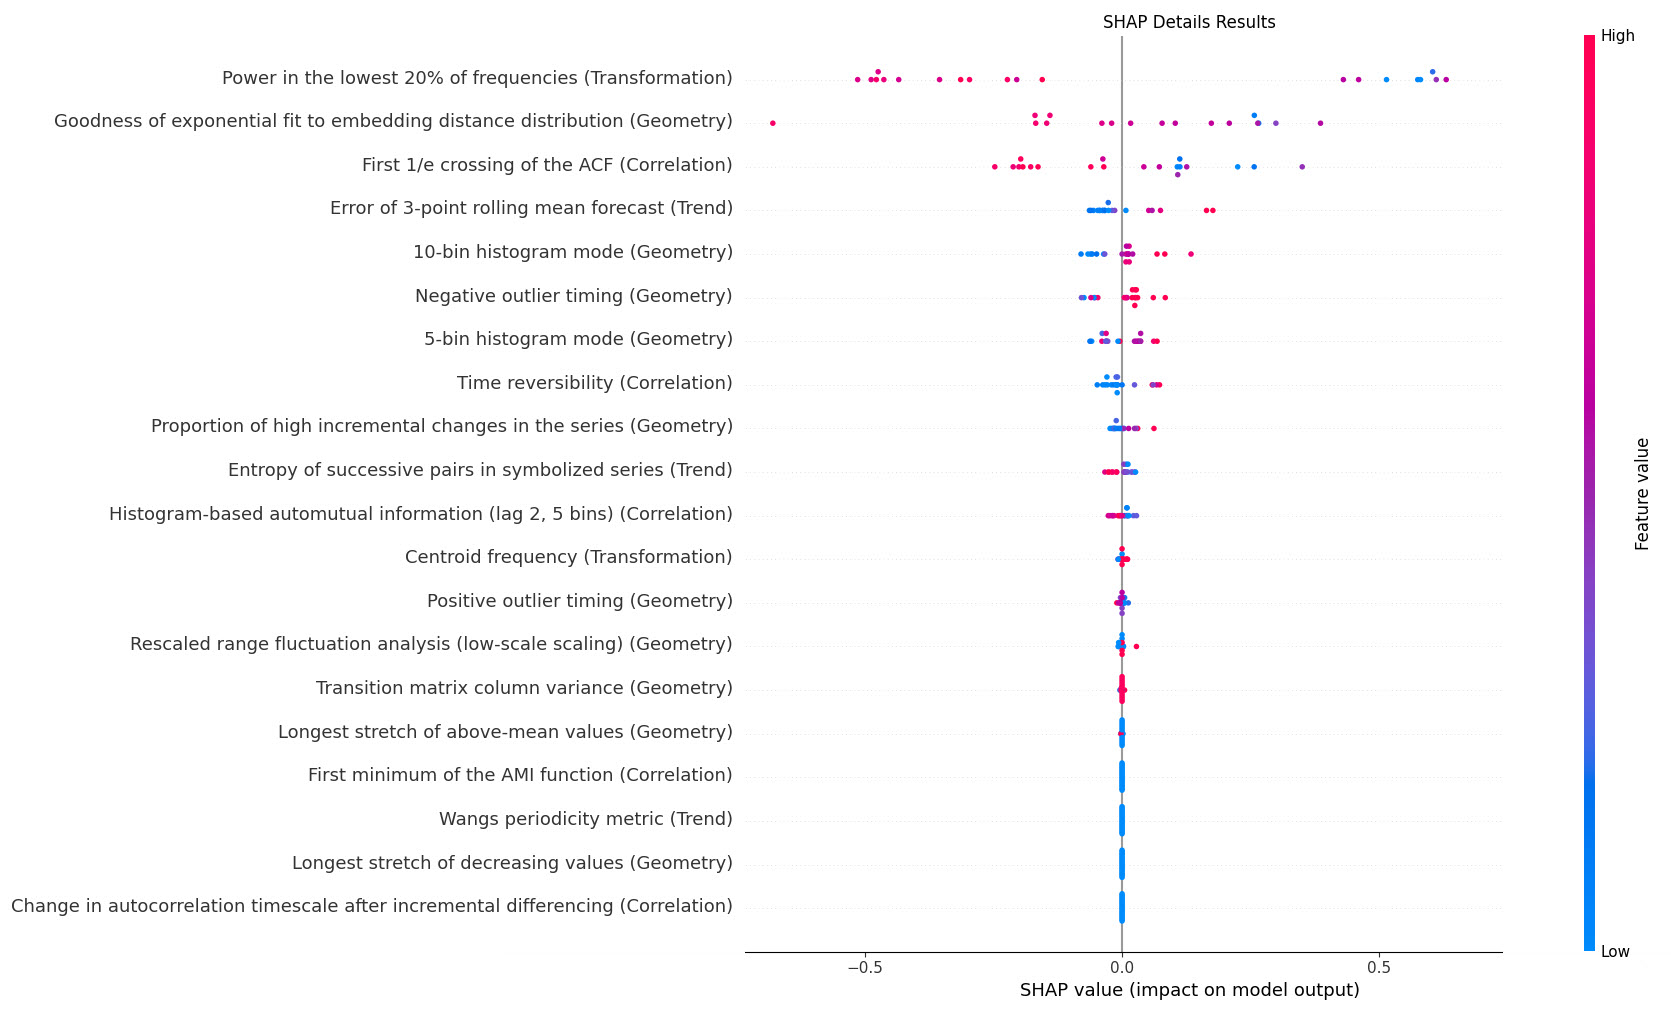 SHAP Details Results
High
Power in the lowest 20% of frequencies (Transformation)
Goodness of exponential fit to embedding distance distribution (Geometry)
First 1/e crossing of the ACF (Correlation)
Error of 3-point rolling mean forecast (Trend)
10-bin histogram mode (Geometry)
Negative outlier timing (Geometry)
5-bin histogram mode (Geometry)
Time reversibility (Correlation)
Proportion of high incremental changes in the series (Geometry)
Entropy of successive pairs in symbolized series (Trend)
Histogram-based automutual information (lag 2, 5 bins) (Correlation)
Centroid frequency (Transformation)
Positive outlier timing (Geometry)
Rescaled range fluctuation analysis (low-scale scaling) (Geometry)
Transition matrix column variance (Geometry)
Longest stretch of above-mean values (Geometry)
First minimum of the AMI function (Correlation)
Wangs periodicity metric (Trend)
Longest stretch of decreasing values (Geometry)
Change in autocorrelation timescale after incremental differencing (Correlation)
Feature value
Low
−0.5 0.0 0.5
SHAP value (impact on model output)